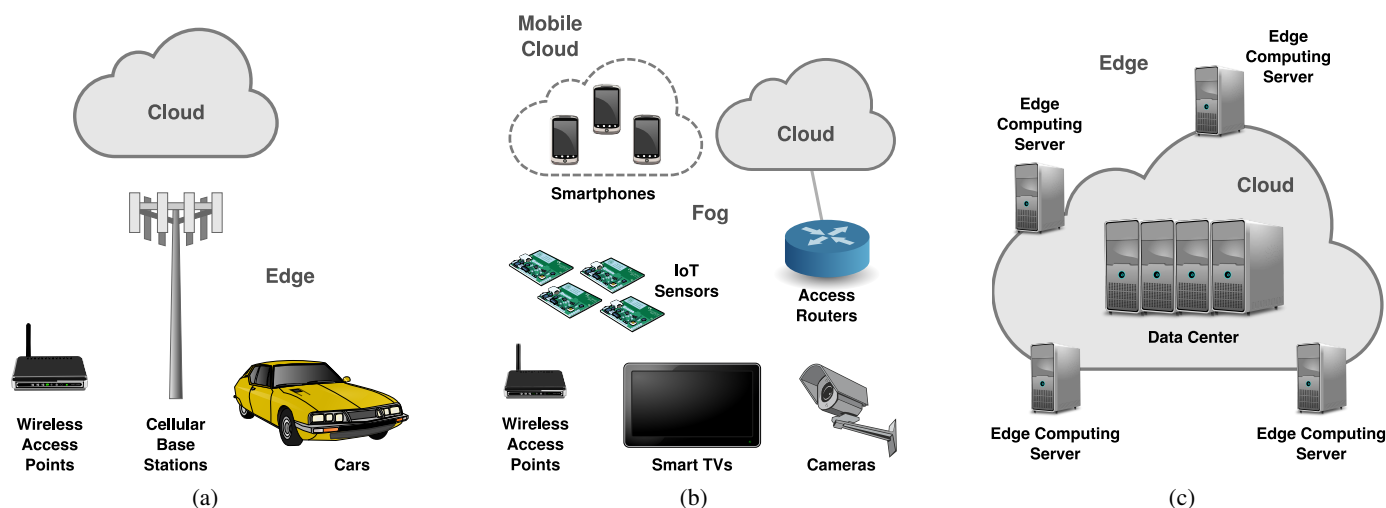 Cloud
Edge
Wireless
Access
Points
Cellular
Base
Stations
Cars
(a)
Mobile
Cloud
Smartphones
Cloud
Fog
IoT
Sensors
Access
Routers
Wireless
Access
Points
Smart TVs
Cameras
(b)
Edge
Edge
Computing
Server
Edge
Computing
Server
Cloud
Data Center
Edge Computing
Server
Edge Computing
Server
(c)